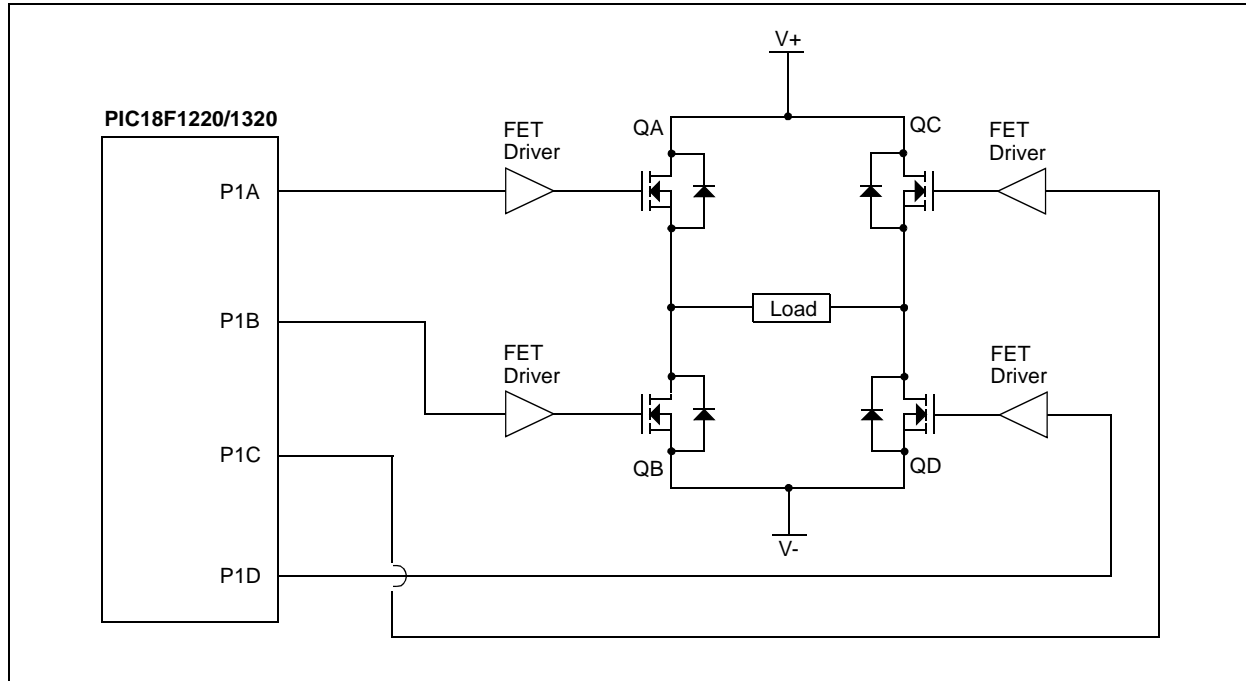 V+
PIC18F1220/1320
FET
Driver
QA
QC
FET
Driver
P1A
Load
P1B
FET
Driver
FET
Driver
P1C
QB
QD
V-
P1D